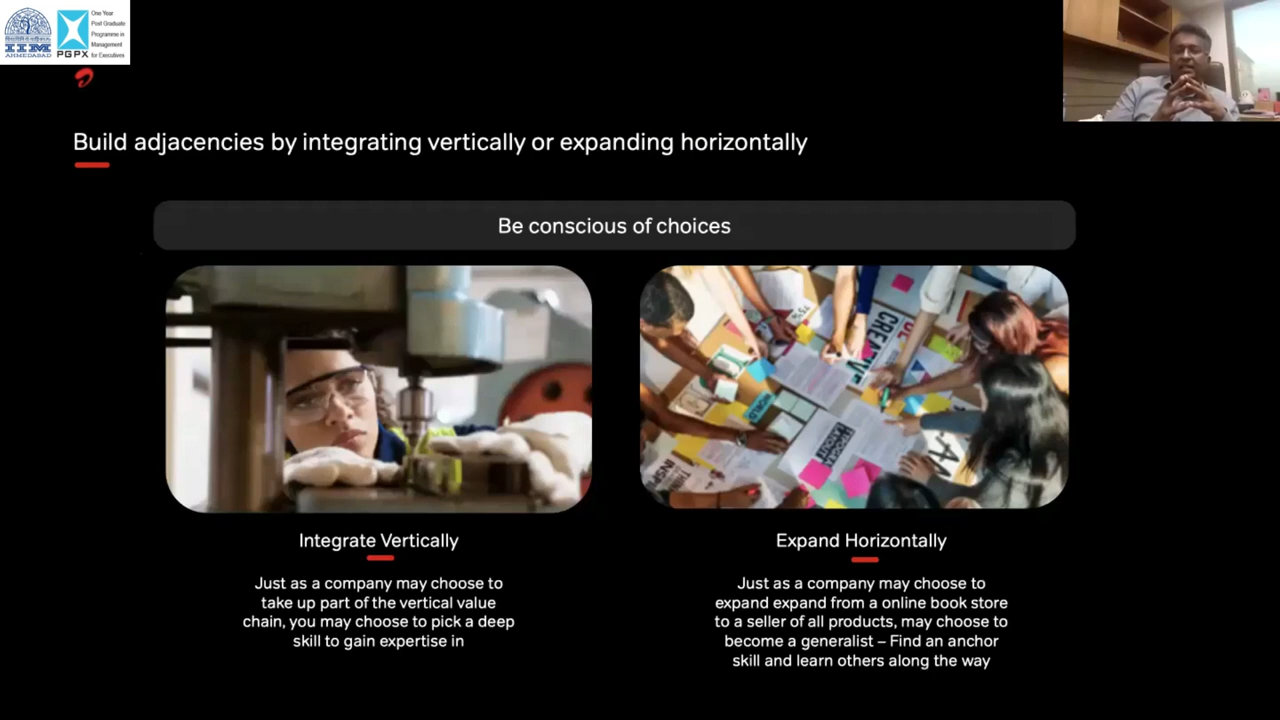 IIM
AHMEDABAD
PGPX
One Year
Post Graduate
Programme in
Management
for Executives
Build adjacencies by integrating vertically or expanding horizontally
Be conscious of choices
CREATIVE
WORLD
75%
THINK
INSPI
Integrate Vertically
Just as a company may choose to
take up part of the vertical value
chain, you may choose to pick a deep
skill to gain expertise in
Expand Horizontally
Just as a company may choose to
expand expand from a online book store
to a seller of all products, may choose to
become a generalist – Find an anchor
skill and learn others along the way